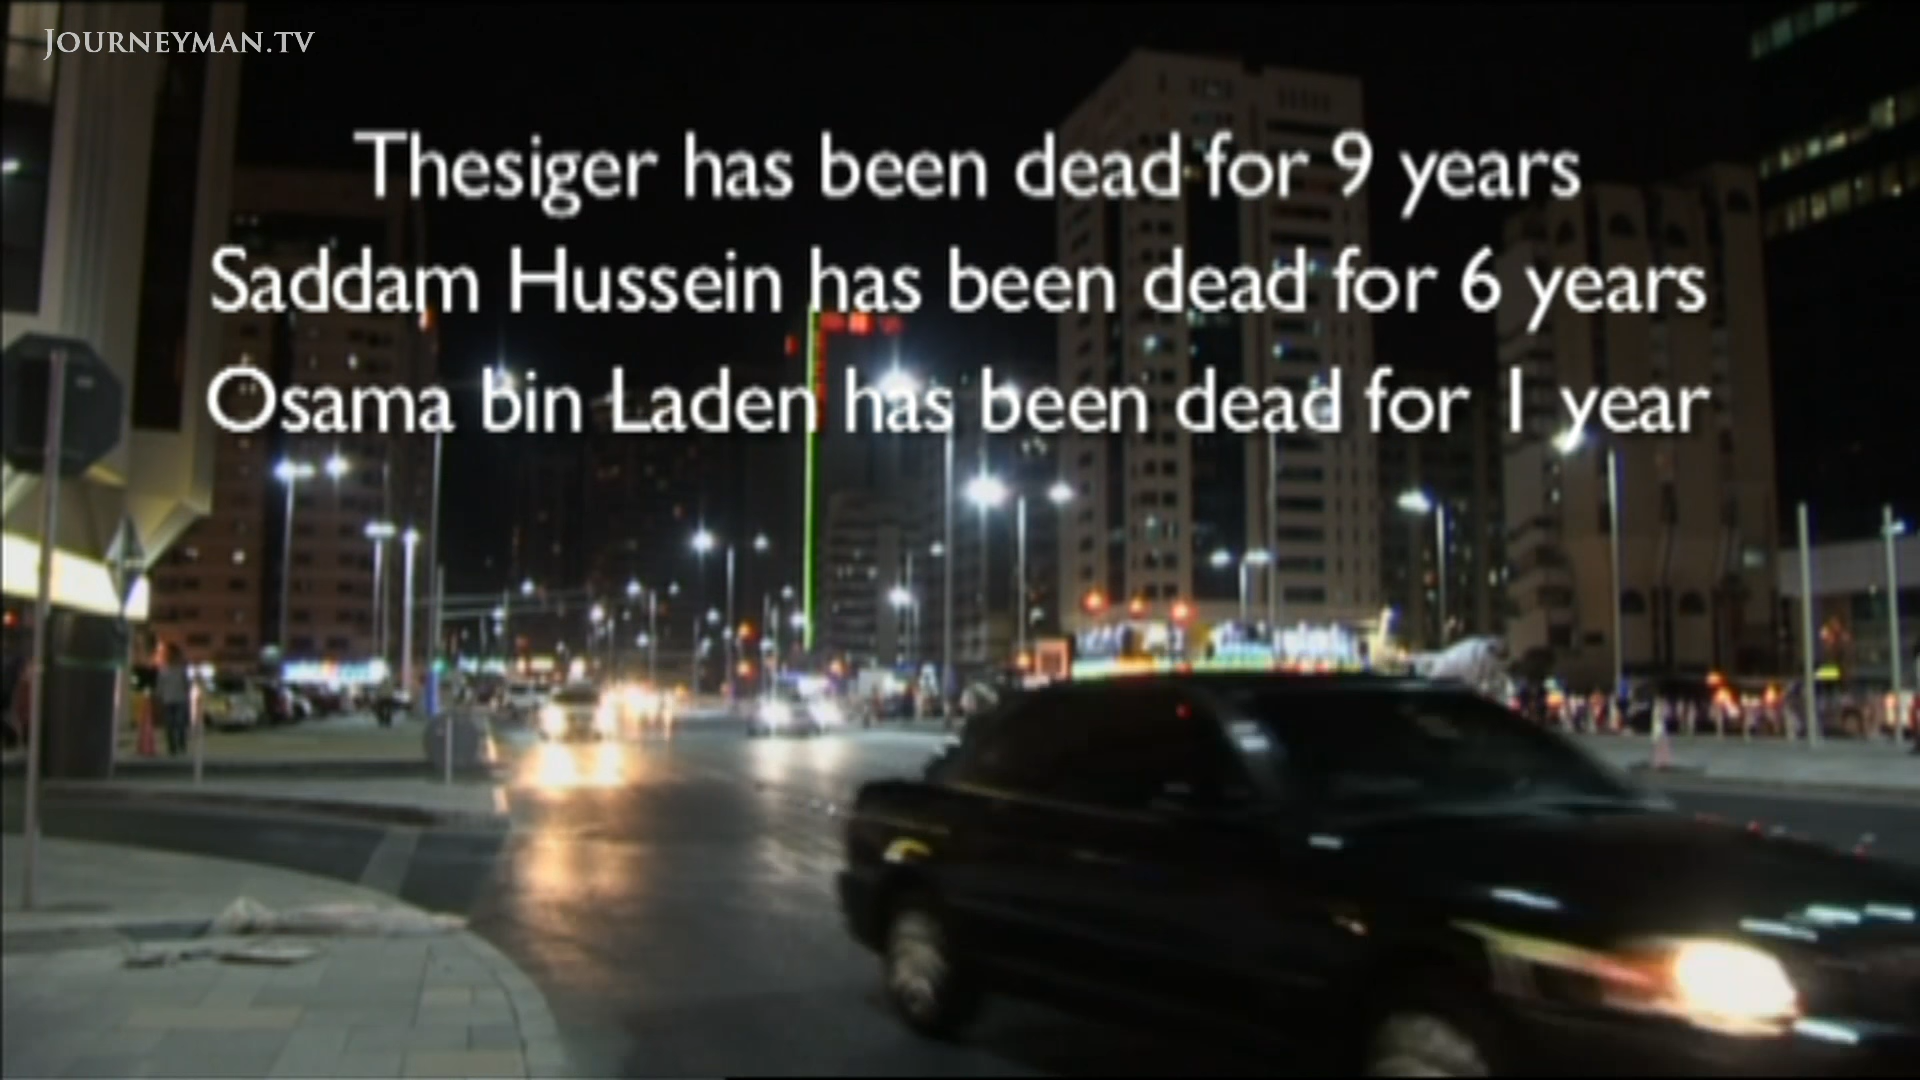 JOURNEYMAN.TV
Thesiger has been dead for 9 years
Saddam Hussein has been dead for 6 years
Osama bin Laden has been dead for 1 year